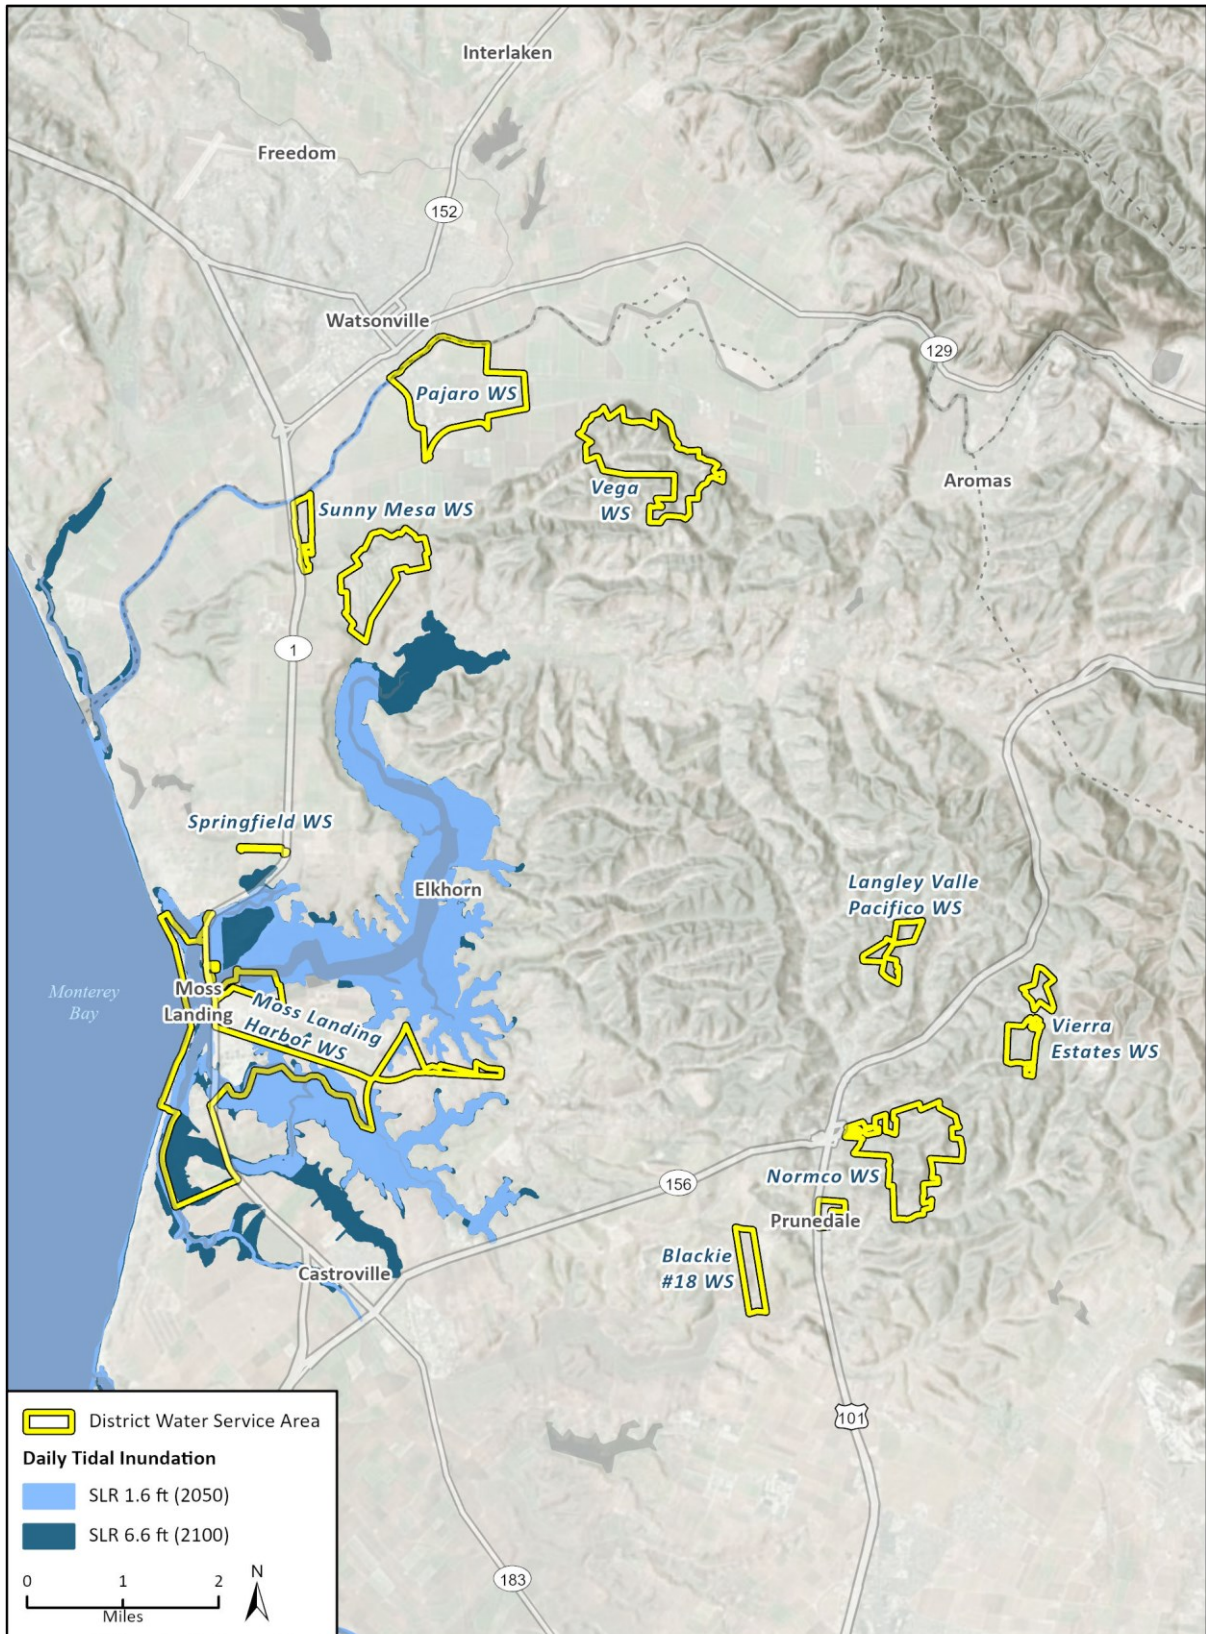 Interlaken
Freedom
152
Watsonville
129
Pajaro WS
Aromas
Vega
WS
Sunny Mesa WS
1
Springfield WS
Elkhorn
Langley Valle
Pacifico WS
Monterey
Bay
Moss
Landing
Moss Landing
Harbor WS
Vierra
Estates WS
156
Normco WS
Prunedale
Blackie
#18 WS
Castroville
101
183
District Water Service Area
Daily Tidal Inundation
SLR 1.6 ft (2050)
SLR 6.6 ft (2100)
0 1 2
Miles
N